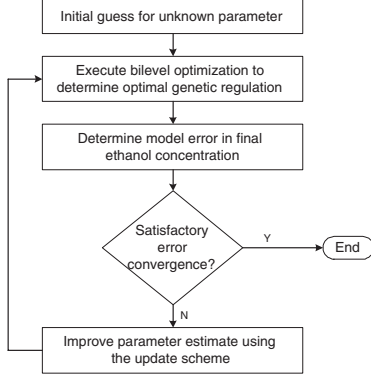 Initial guess for unknown parameter
Execute bilevel optimization to
determine optimal genetic regulation
Determine model error in final
ethanol concentration
Satisfactory
error
convergence?
Y
End
N
Improve parameter estimate using
the update scheme